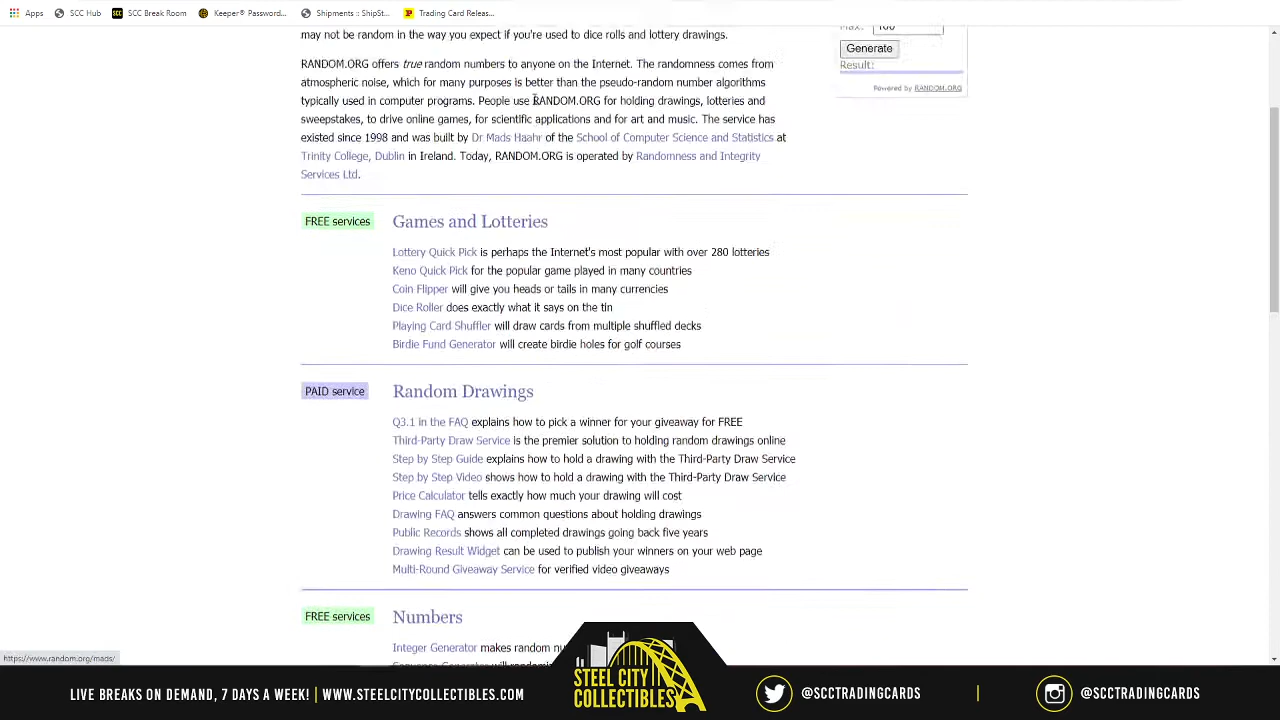 Apps SCC Hub SCC Break Room Keeper® Password... Shipments :: ShipSt... Trading Card Releas...
may not be random in the way you expect if you're used to dice rolls and lottery drawings.
RANDOM.ORG offers true random numbers to anyone on the Internet. The randomness comes from
atmospheric noise, which for many purposes is better than the pseudo-random number algorithms
typically used in computer programs. People use RANDOM.ORG for holding drawings, lotteries and
sweepstakes, to drive online games, for scientific applications and for art and music. The service has
existed since 1998 and was built by Dr Mads Haahr of the School of Computer Science and Statistics at
Trinity College, Dublin in Ireland. Today, RANDOM.ORG is operated by Randomness and Integrity
Services Ltd.
Max: 100
Generate
Result:
Powered by RANDOM.ORG
FREE services Games and Lotteries
Lottery Quick Pick is perhaps the Internet's most popular with over 280 lotteries
Keno Quick Pick for the popular game played in many countries
Coin Flipper will give you heads or tails in many currencies
Dice Roller does exactly what it says on the tin
Playing Card Shuffler will draw cards from multiple shuffled decks
Birdie Fund Generator will create birdie holes for golf courses
PAID service Random Drawings
Q3.1 in the FAQ explains how to pick a winner for your giveaway for FREE
Third-Party Draw Service is the premier solution to holding random drawings online
Step by Step Guide explains how to hold a drawing with the Third-Party Draw Service
Step by Step Video shows how to hold a drawing with the Third-Party Draw Service
Price Calculator tells exactly how much your drawing will cost
Drawing FAQ answers common questions about holding drawings
Public Records shows all completed drawings going back five years
Drawing Result Widget can be used to publish your winners on your web page
Multi-Round Giveaway Service for verified video giveaways
FREE services Numbers
Integer Generator makes random
https://www.random.org/mads/
LIVE BREAKS ON DEMAND, 7 DAYS A WEEK! | WWW.STEELCITYCOLLECTIBLES.COM
STEEL CITY
COLLECTIBLES
@SCCTRADINGCARDS | @SCCTRADINGCARDS